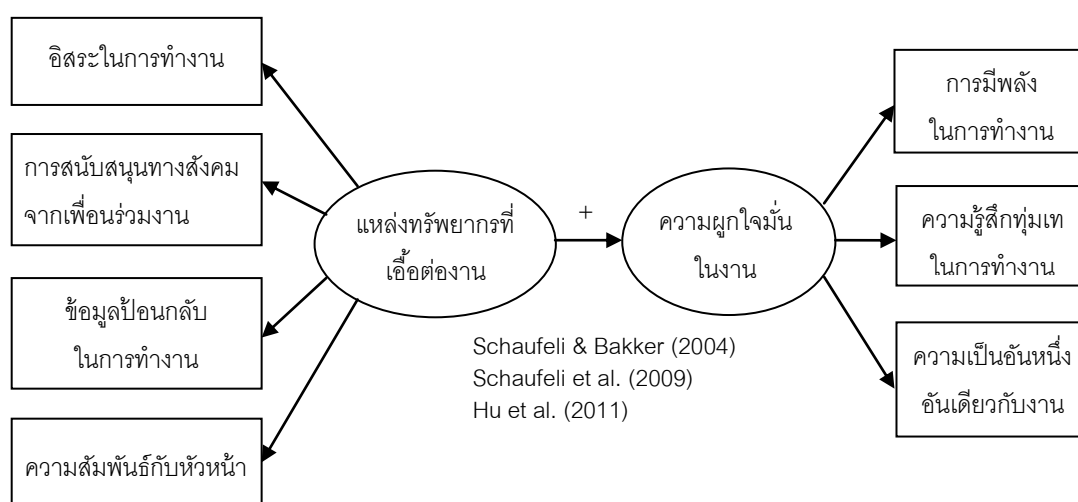 อิสระในการทำงาน
การสนับสนุนทางสังคม
จากเพื่อนร่วมงาน
ข้อมูลป้อนกลับ
ในการทำงาน
ความสัมพันธ์กับหัวหน้า
แหล่งทรัพยากรที่
เอื้อต่องาน
+
ความผูกใจมั่น
ในงาน
Schaufeli & Bakker (2004)
Schaufeli et al. (2009)
Hu et al. (2011)
การมีพลัง
ในการทำงาน
ความรู้สึกทุ่มเท
ในการทำงาน
ความเป็นอันหนึ่ง
อันเดียวกับงาน